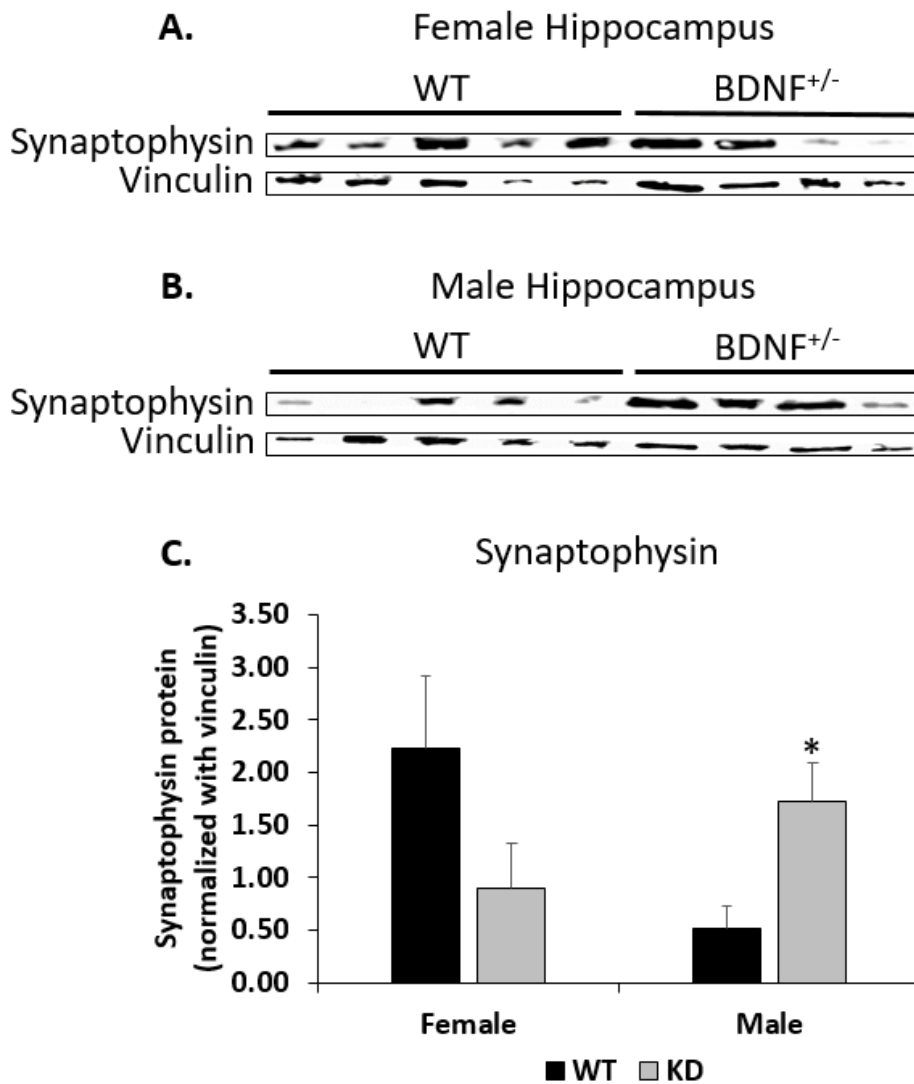 A. Female Hippocampus
WT BDNF+/-
Synaptophysin
Vinculin
B. Male Hippocampus
WT BDNF+/-
Synaptophysin
Vinculin
C. Synaptophysin
Synaptophysin protein
(normalized with vinculin)
3.50
3.00
2.50
2.00
1.50
1.00
0.50
0.00
*
Female Male
WT KD